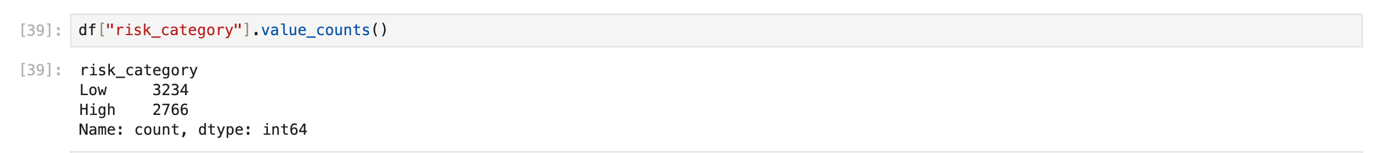 [39]: df["risk_category"].value_counts()
[39]: risk_category
Low     3234
High    2766
Name: count, dtype: int64